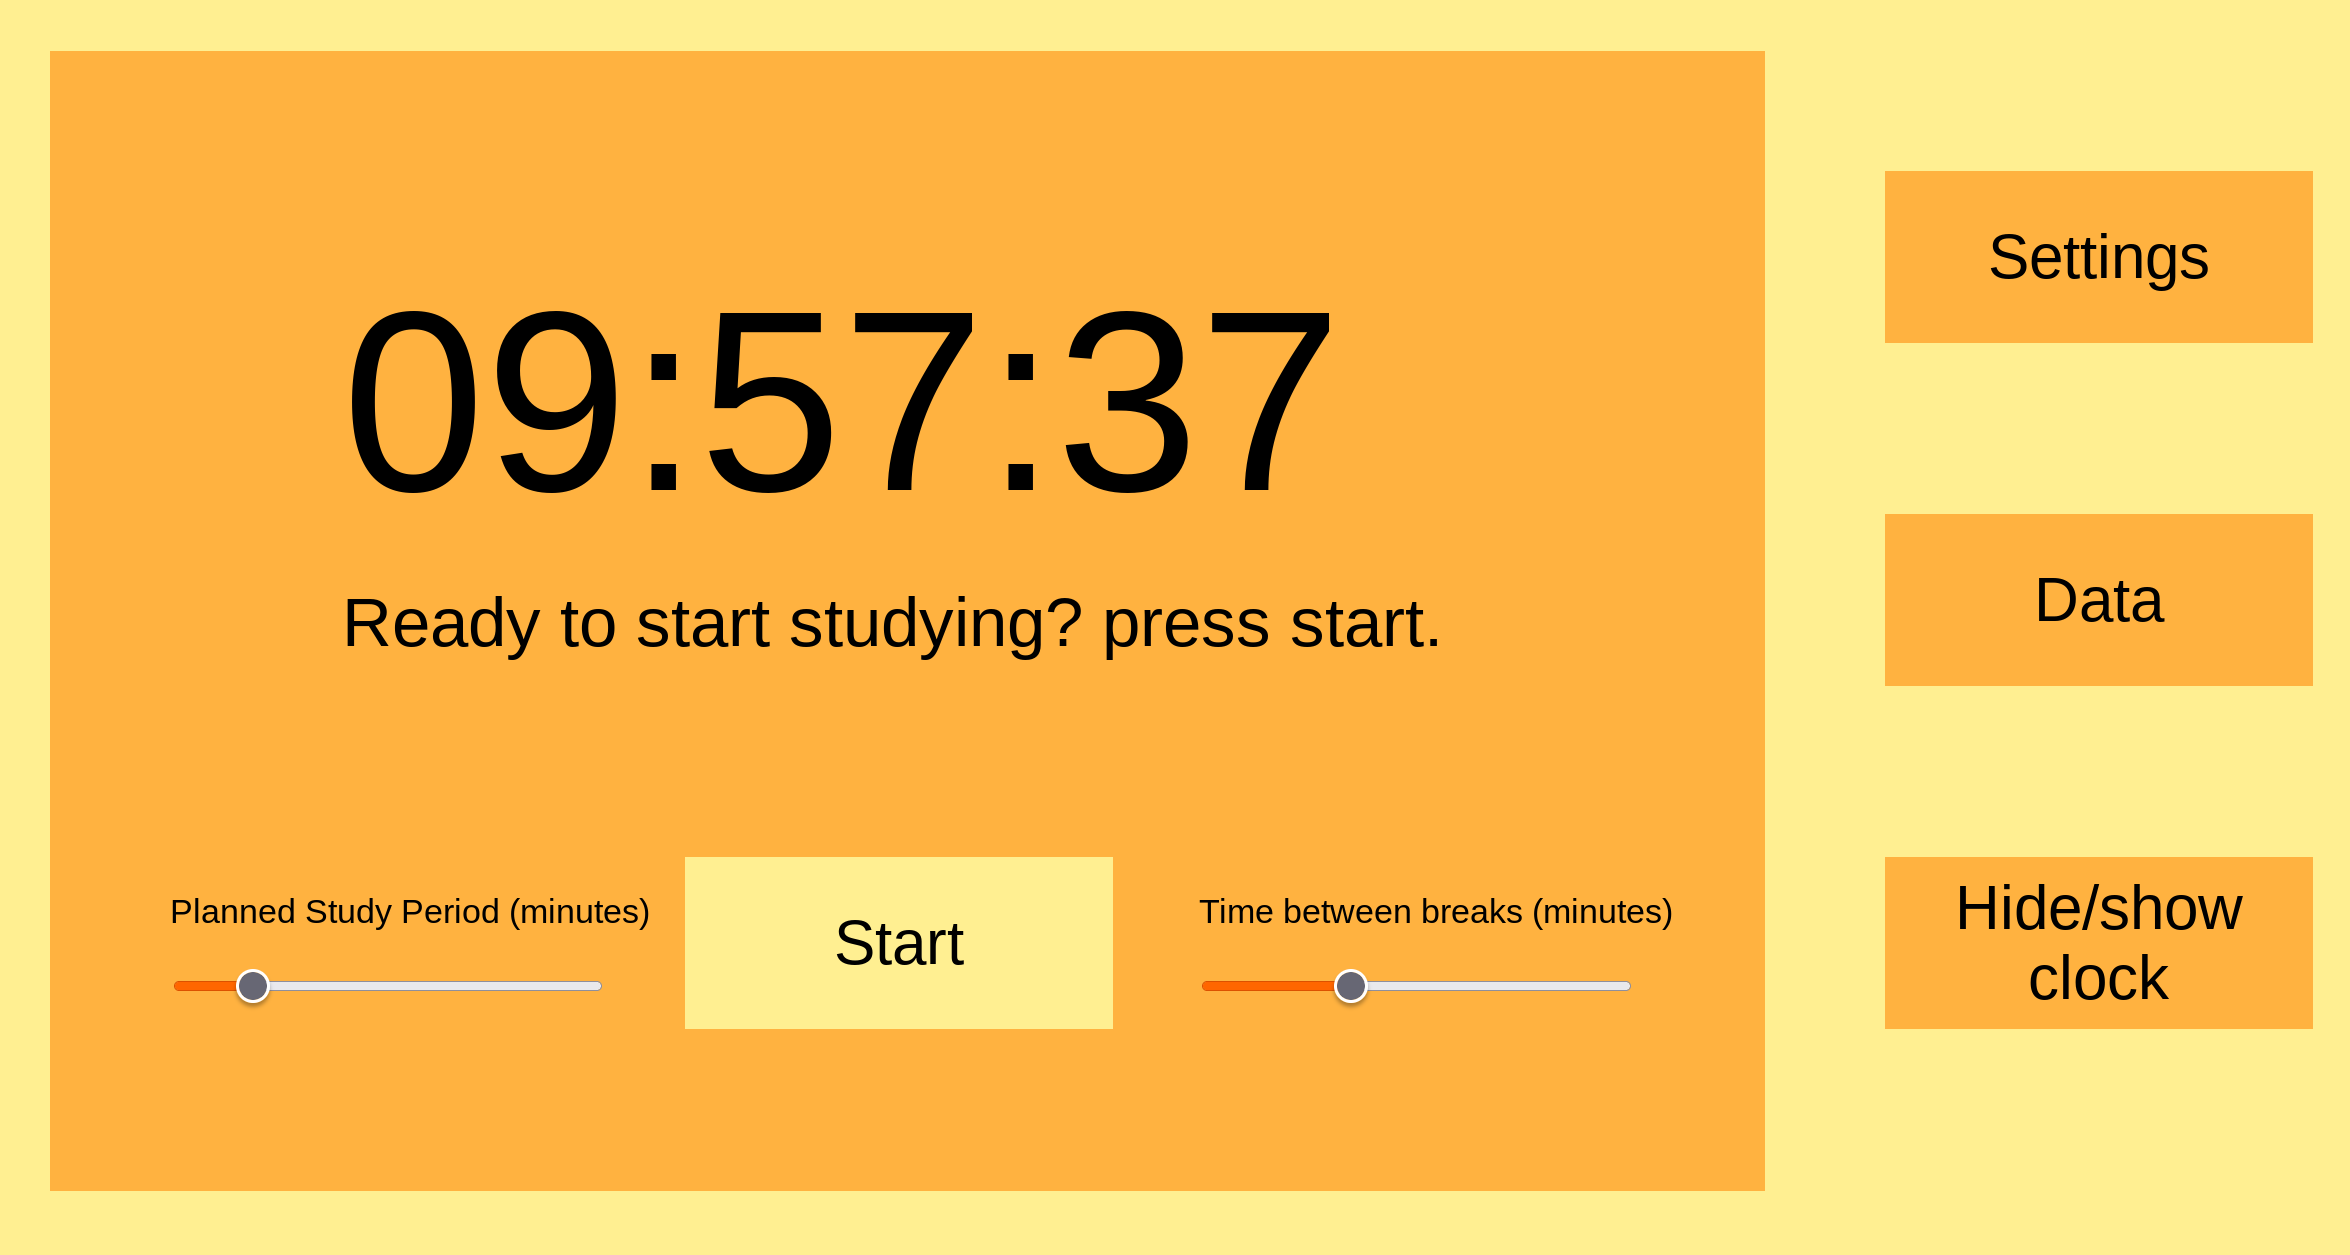 09:57:37
Ready to start studying? press start.
Planned Study Period (minutes)
Start
Time between breaks (minutes)
Settings
Data
Hide/show
clock